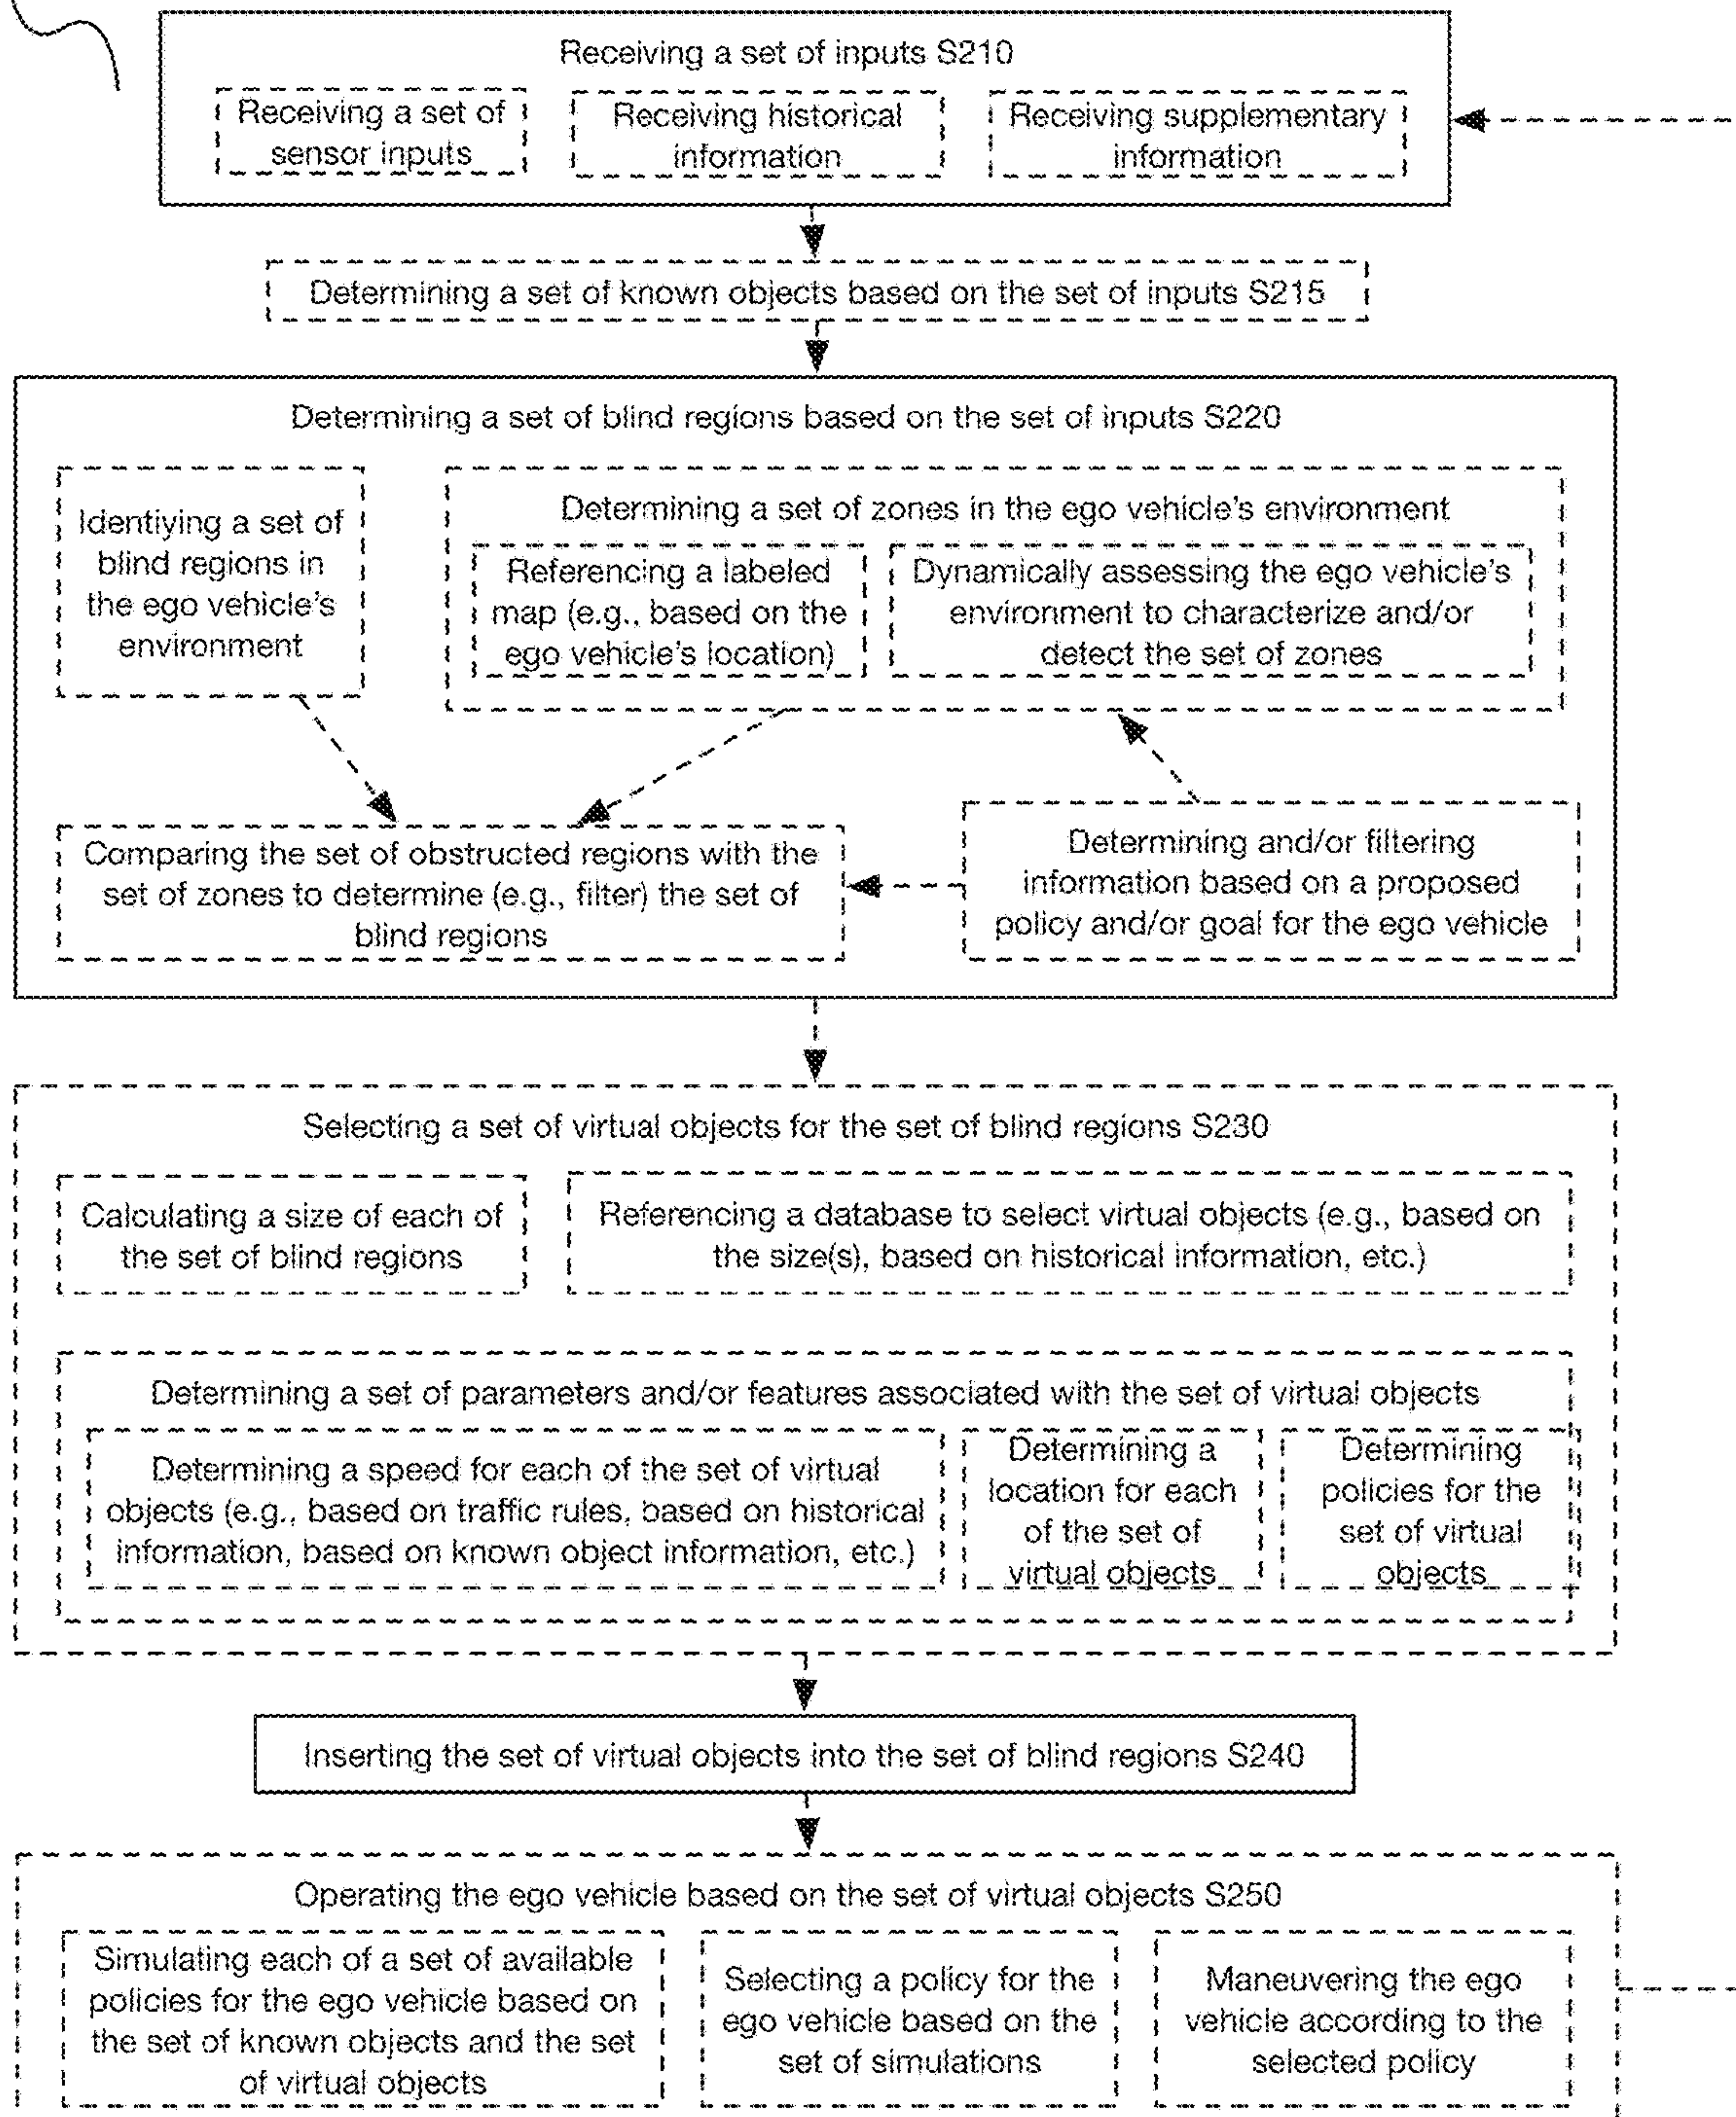 Receiving a set of inputs S210
Receiving a set of
sensor inputs
Receiving historical
information
Receiving supplementary
information
Determining a set of known objects based on the set of inputs S215
Determining a set of blind regions based on the set of inputs S220
Identiying a set of
blind regions in
the ego vehicle's
environment
Determining a set of zones in the ego vehicle's environment
Referencing a labeled
map (e.g., based on the
ego vehicle's location)
Dynamically assessing the ego vehicle's
environment to characterize and/or
detect the set of zones
Comparing the set of obstructed regions with the
set of zones to determine (e.g., filter) the set of
blind regions
Determining and/or filtering
information based on a proposed
policy and/or goal for the ego vehicle
Selecting a set of virtual objects for the set of blind regions S230
Calculating a size of each of
the set of blind regions
Referencing a database to select virtual objects (e.g., based on
the size(s), based on historical information, etc.)
Determining a set of parameters and/or features associated with the set of virtual objects
Determining a speed for each of the set of virtual
objects (e.g., based on traffic rules, based on historical
information, based on known object information, etc.)
Determining a
location for each
of the set of
virtual objects
Determining
policies for the
set of virtual
objects
Inserting the set of virtual objects into the set of blind regions S240
Operating the ego vehicle based on the set of virtual objects S250
Simulating each of a set of available
policies for the ego vehicle based on
the set of known objects and the set
of virtual objects
Selecting a policy for the
ego vehicle based on the
set of simulations
Maneuvering the ego
vehicle according to the
selected policy